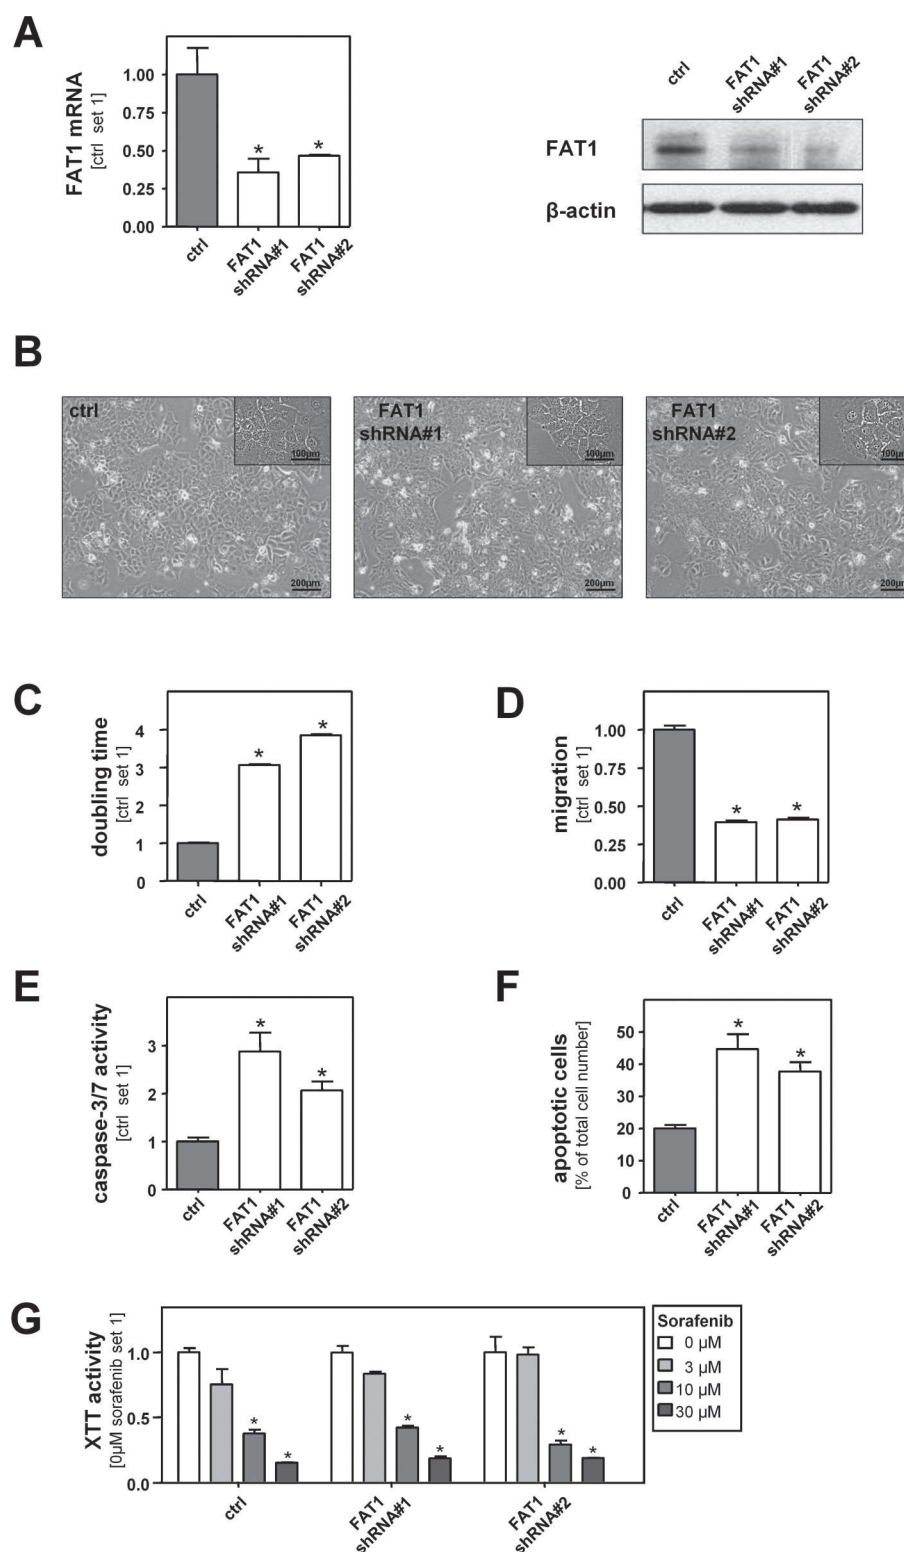 A
FAT1 mRNA
[ctrl set 1]
1.00
0.75
0.50
0.25
0.00
*
*
ctrl
FAT1
shRNA#1
FAT1
shRNA#2
ctrl
FAT1
shRNA#1
FAT1
shRNA#2
FAT1
β-actin
B
ctrl
100µm
200µm
FAT1
shRNA#1
100µm
200µm
FAT1
shRNA#2
100µm
200µm
C
doubling time
[ctrl set 1]
4
3
2
1
0
*
*
ctrl
FAT1
shRNA#1
FAT1
shRNA#2
D
migration
[ctrl set 1]
1.00
0.75
0.50
0.25
0.00
*
*
ctrl
FAT1
shRNA#1
FAT1
shRNA#2
E
caspase-3/7 activity
[ctrl set 1]
3
2
1
0
*
*
ctrl
FAT1
shRNA#1
FAT1
shRNA#2
F
apoptotic cells
[% of total cell number]
50
40
30
20
10
0
*
*
ctrl
FAT1
shRNA#1
FAT1
shRNA#2
G
XTT activity
[0µM sorafenib set 1]
1.0
0.5
0.0
*
*
*
*
*
*
ctrl
FAT1
shRNA#1
FAT1
shRNA#2
Sorafenib
0 µM
3 µM
10 µM
30 µM